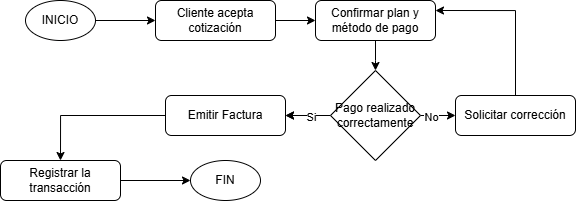 INICIO
Cliente acepta
cotización
Confirmar plan y
método de pago
Pago realizado
correctamente
Si
No
Emitir Factura
Solicitar corrección
Registrar la
transacción
FIN